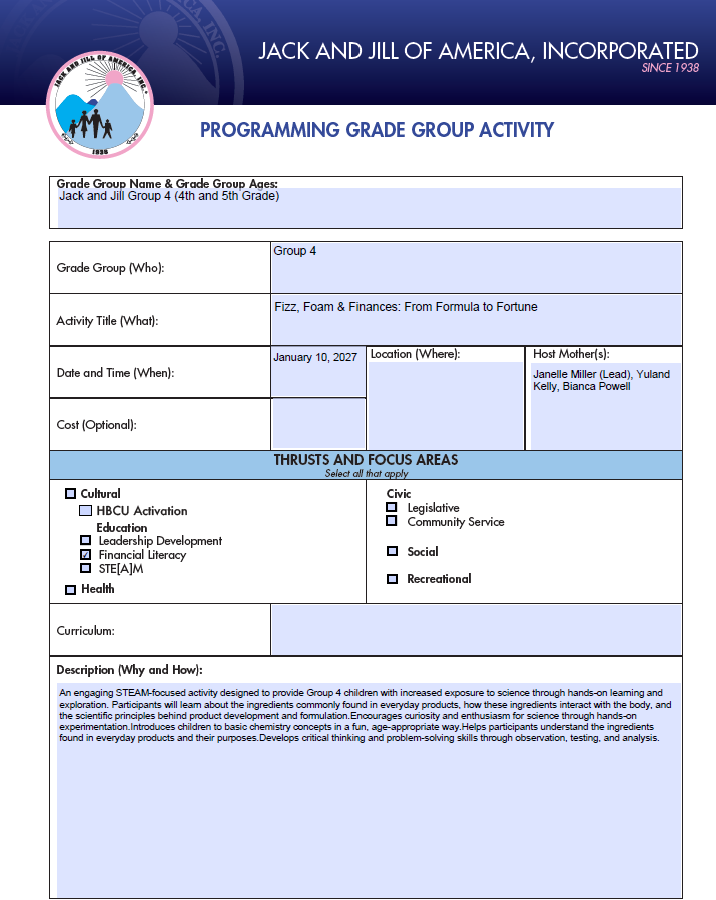 JACK AND JILL OF AMERICA, INCORPORATED
SINCE 1938
JACK AND JILL OF AMERICA, INC.
1938
PROGRAMMING GRADE GROUP ACTIVITY
Grade Group Name & Grade Group Ages:
Jack and Jill Group 4 (4th and 5th Grade)
Grade Group (Who):
Group 4
Activity Title (What):
Fizz, Foam & Finances: From Formula to Fortune
Date and Time (When):
January 10, 2027
Location (Where):
Host Mother(s):
Janelle Miller (Lead), Yuland
Kelly, Bianca Powell
Cost (Optional):
THRUSTS AND FOCUS AREAS
Select all that apply
Cultural
HBCU Activation
Education
Leadership Development
Financial Literacy
STE[A]M
Health
Civic
Legislative
Community Service
Social
Recreational
Curriculum:
Description (Why and How):
An engaging STEAM-focused activity designed to provide Group 4 children with increased exposure to science through hands-on learning and
exploration. Participants will learn about the ingredients commonly found in everyday products, how these ingredients interact with the body, and
the scientific principles behind product development and formulation.Encourages curiosity and enthusiasm for science through hands-on
experimentation.Introduces children to basic chemistry concepts in a fun, age-appropriate way.Helps participants understand the ingredients
found in everyday products and their purposes.Develops critical thinking and problem-solving skills through observation, testing, and analysis.